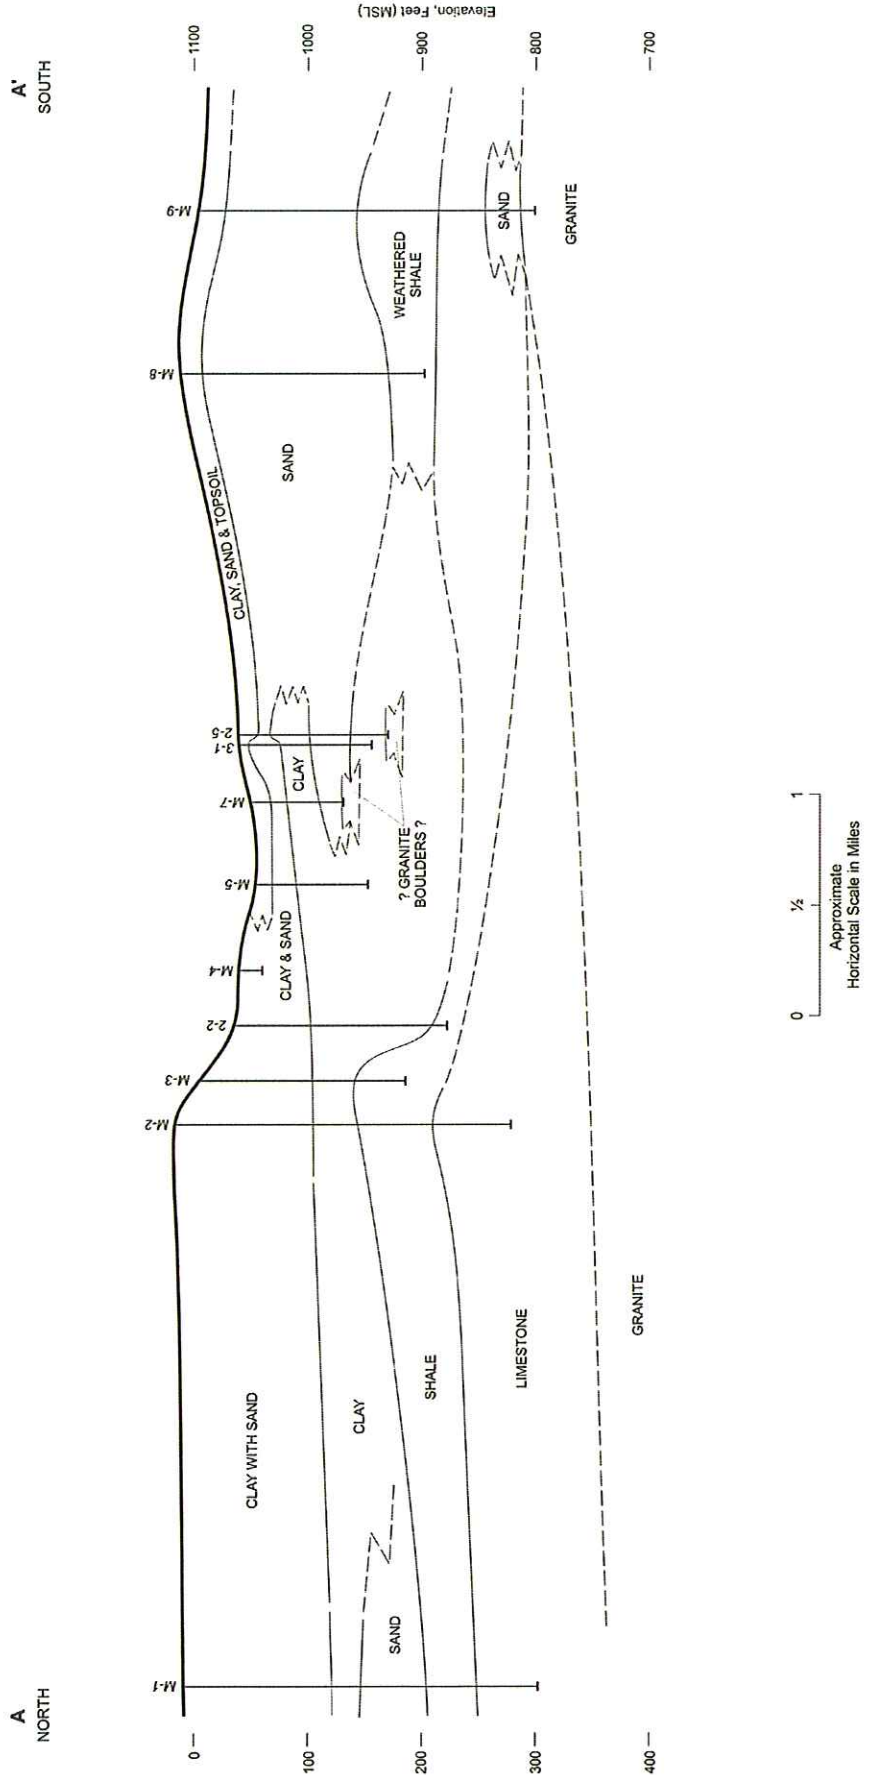 A
NORTH
A'
SOUTH
0
100
200
300
400
1100
1000
900
800
700
Elevation, Feet (MSL)
M-1
M-2
M-3
2-2
M-4
M-5
M-7
3-1
2-5
M-8
M-9
CLAY WITH SAND
CLAY
SAND
SHALE
LIMESTONE
GRANITE
CLAY & SAND
CLAY
? GRANITE
BOULDERS ?
CLAY, SAND & TOPSOIL
SAND
WEATHERED
SHALE
SAND
GRANITE
0
½
1
Approximate
Horizontal Scale in Miles